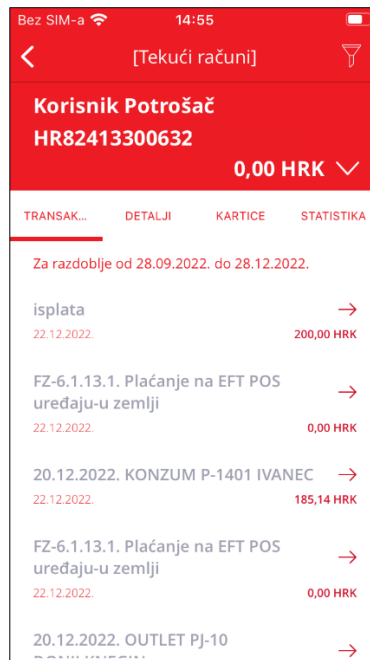 Bez SIM-a 14:55
[Tekući računi]
Korisnik Potrošač
HR82413300632
0,00 HRK
TRANSAK... DETALJI KARTICE STATISTIKA
Za razdoblje od 28.09.2022. do 28.12.2022.
isplata
22.12.2022. 200,00 HRK
FZ-6.1.13.1. Plaćanje na EFT POS
uređaju-u zemlji
22.12.2022. 0,00 HRK
20.12.2022. KONZUM P-1401 IVANEC
22.12.2022. 185,14 HRK
FZ-6.1.13.1. Plaćanje na EFT POS
uređaju-u zemlji
22.12.2022. 0,00 HRK
20.12.2022. OUTLET PJ-10